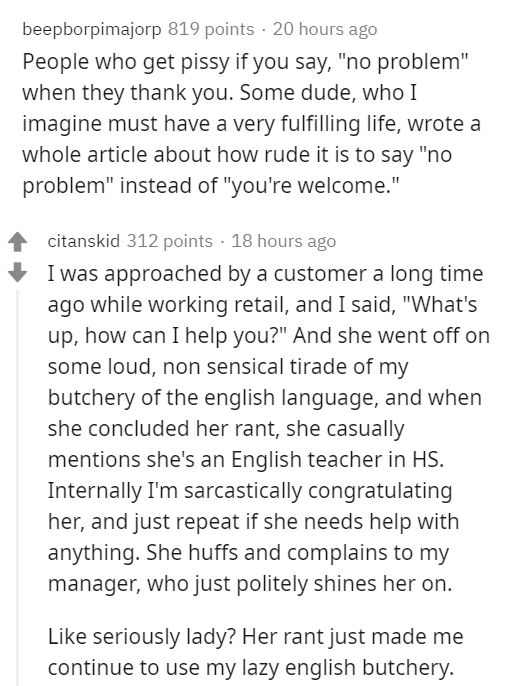 beepborpimajorp 819 points · 20 hours ago
People who get pissy if you say, "no problem"
when they thank you. Some dude, who I
imagine must have a very fulfilling life, wrote a
whole article about how rude it is to say "no
problem" instead of "you're welcome."
citanskid 312 points · 18 hours ago
I was approached by a customer a long time
ago while working retail, and I said, "What's
up, how can I help you?" And she went off on
some loud, non sensical tirade of my
butchery of the english language, and when
she concluded her rant, she casually
mentions she's an English teacher in HS.
Internally I'm sarcastically congratulating
her, and just repeat if she needs help with
anything. She huffs and complains to my
manager, who just politely shines her on.
Like seriously lady? Her rant just made me
continue to use my lazy english butchery.